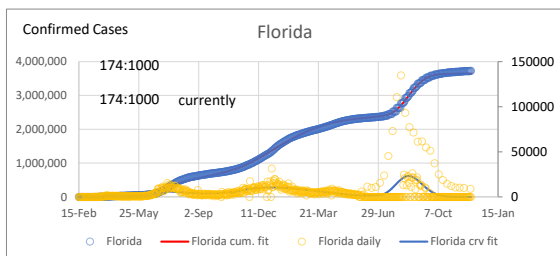 Confirmed Cases
Florida
174:1000
174:1000 currently
4,000,000
3,000,000
2,000,000
1,000,000
0
150000
100000
50000
0
15-Feb 25-May 2-Sep 11-Dec 21-Mar 29-Jun 7-Oct 15-Jan
Florida Florida cum. fit Florida daily Florida crv fit